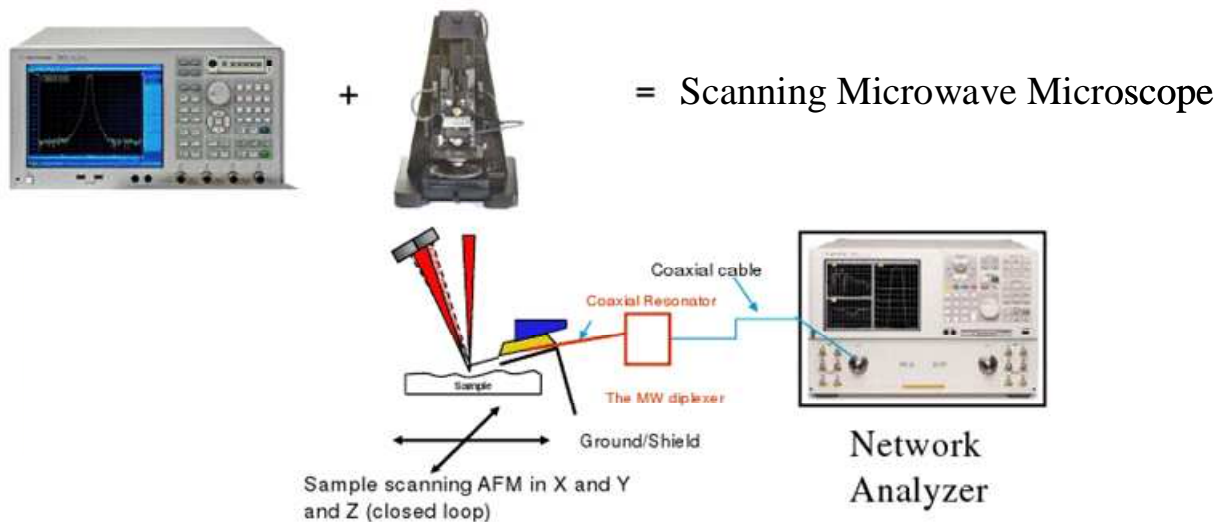 +
= Scanning Microwave Microscope
Coaxial cable
Coaxial Resonator
Sample
The MW diplexer
Ground/Shield
Network
Analyzer
Sample scanning AFM in X and Y
and Z (closed loop)